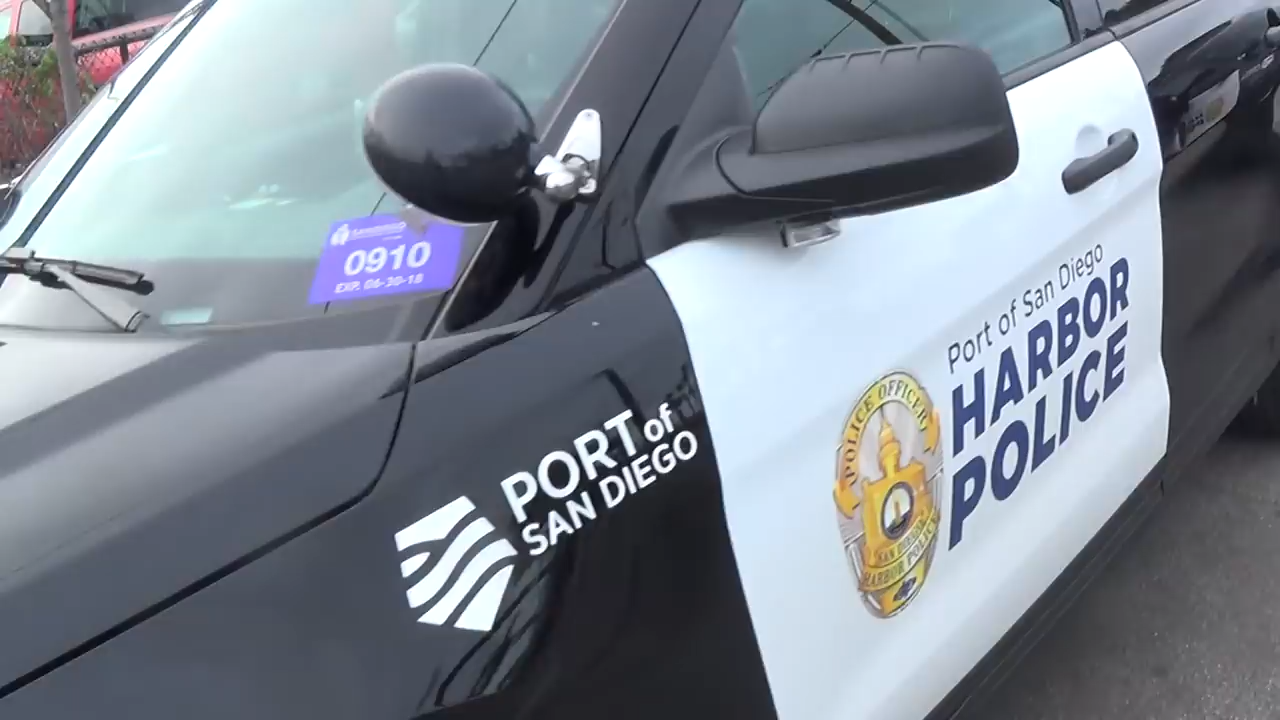 0910
EXP. 06-30-18
PORT of
SAN DIEGO
Port of San Diego
HARBOR
POLICE
POLICE OFFICER
SAN DIEGO
HARBOR POLICE